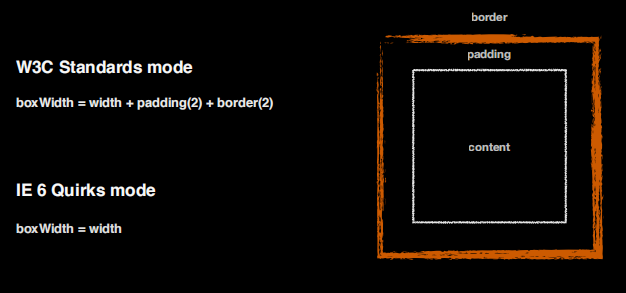 W3C Standards mode
boxWidth = width + padding(2) + border(2)
IE 6 Quirks mode
boxWidth = width
border
padding
content